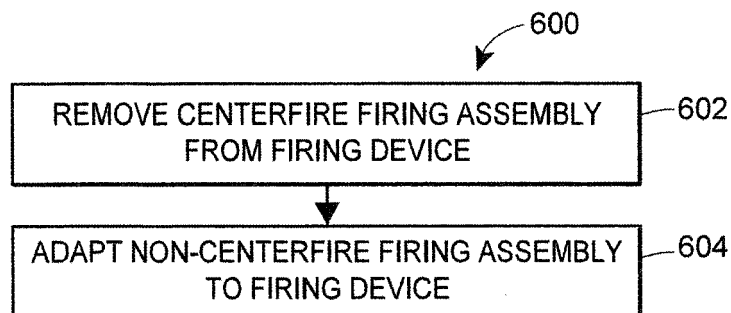 600
REMOVE CENTERFIRE FIRING ASSEMBLY
FROM FIRING DEVICE
602
ADAPT NON-CENTERFIRE FIRING ASSEMBLY
TO FIRING DEVICE
604